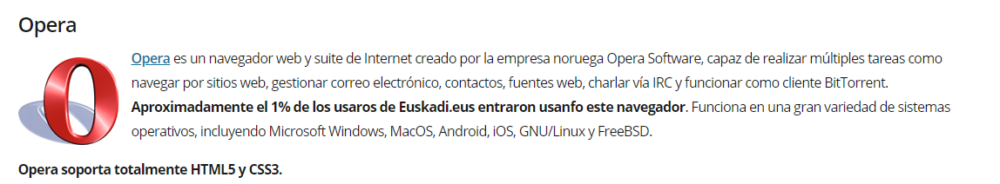 Opera
Opera es un navegador web y suite de Internet creado por la empresa noruega Opera Software, capaz de realizar múltiples tareas como
navegar por sitios web, gestionar correo electrónico, contactos, fuentes web, charlar vía IRC y funcionar como cliente BitTorrent.
Aproximadamente el 1% de los usaros de Euskadi.eus entraron usanfo este navegador. Funciona en una gran variedad de sistemas
operativos, incluyendo Microsoft Windows, MacOS, Android, iOS, GNU/Linux y FreeBSD.
Opera soporta totalmente HTML5 y CSS3.